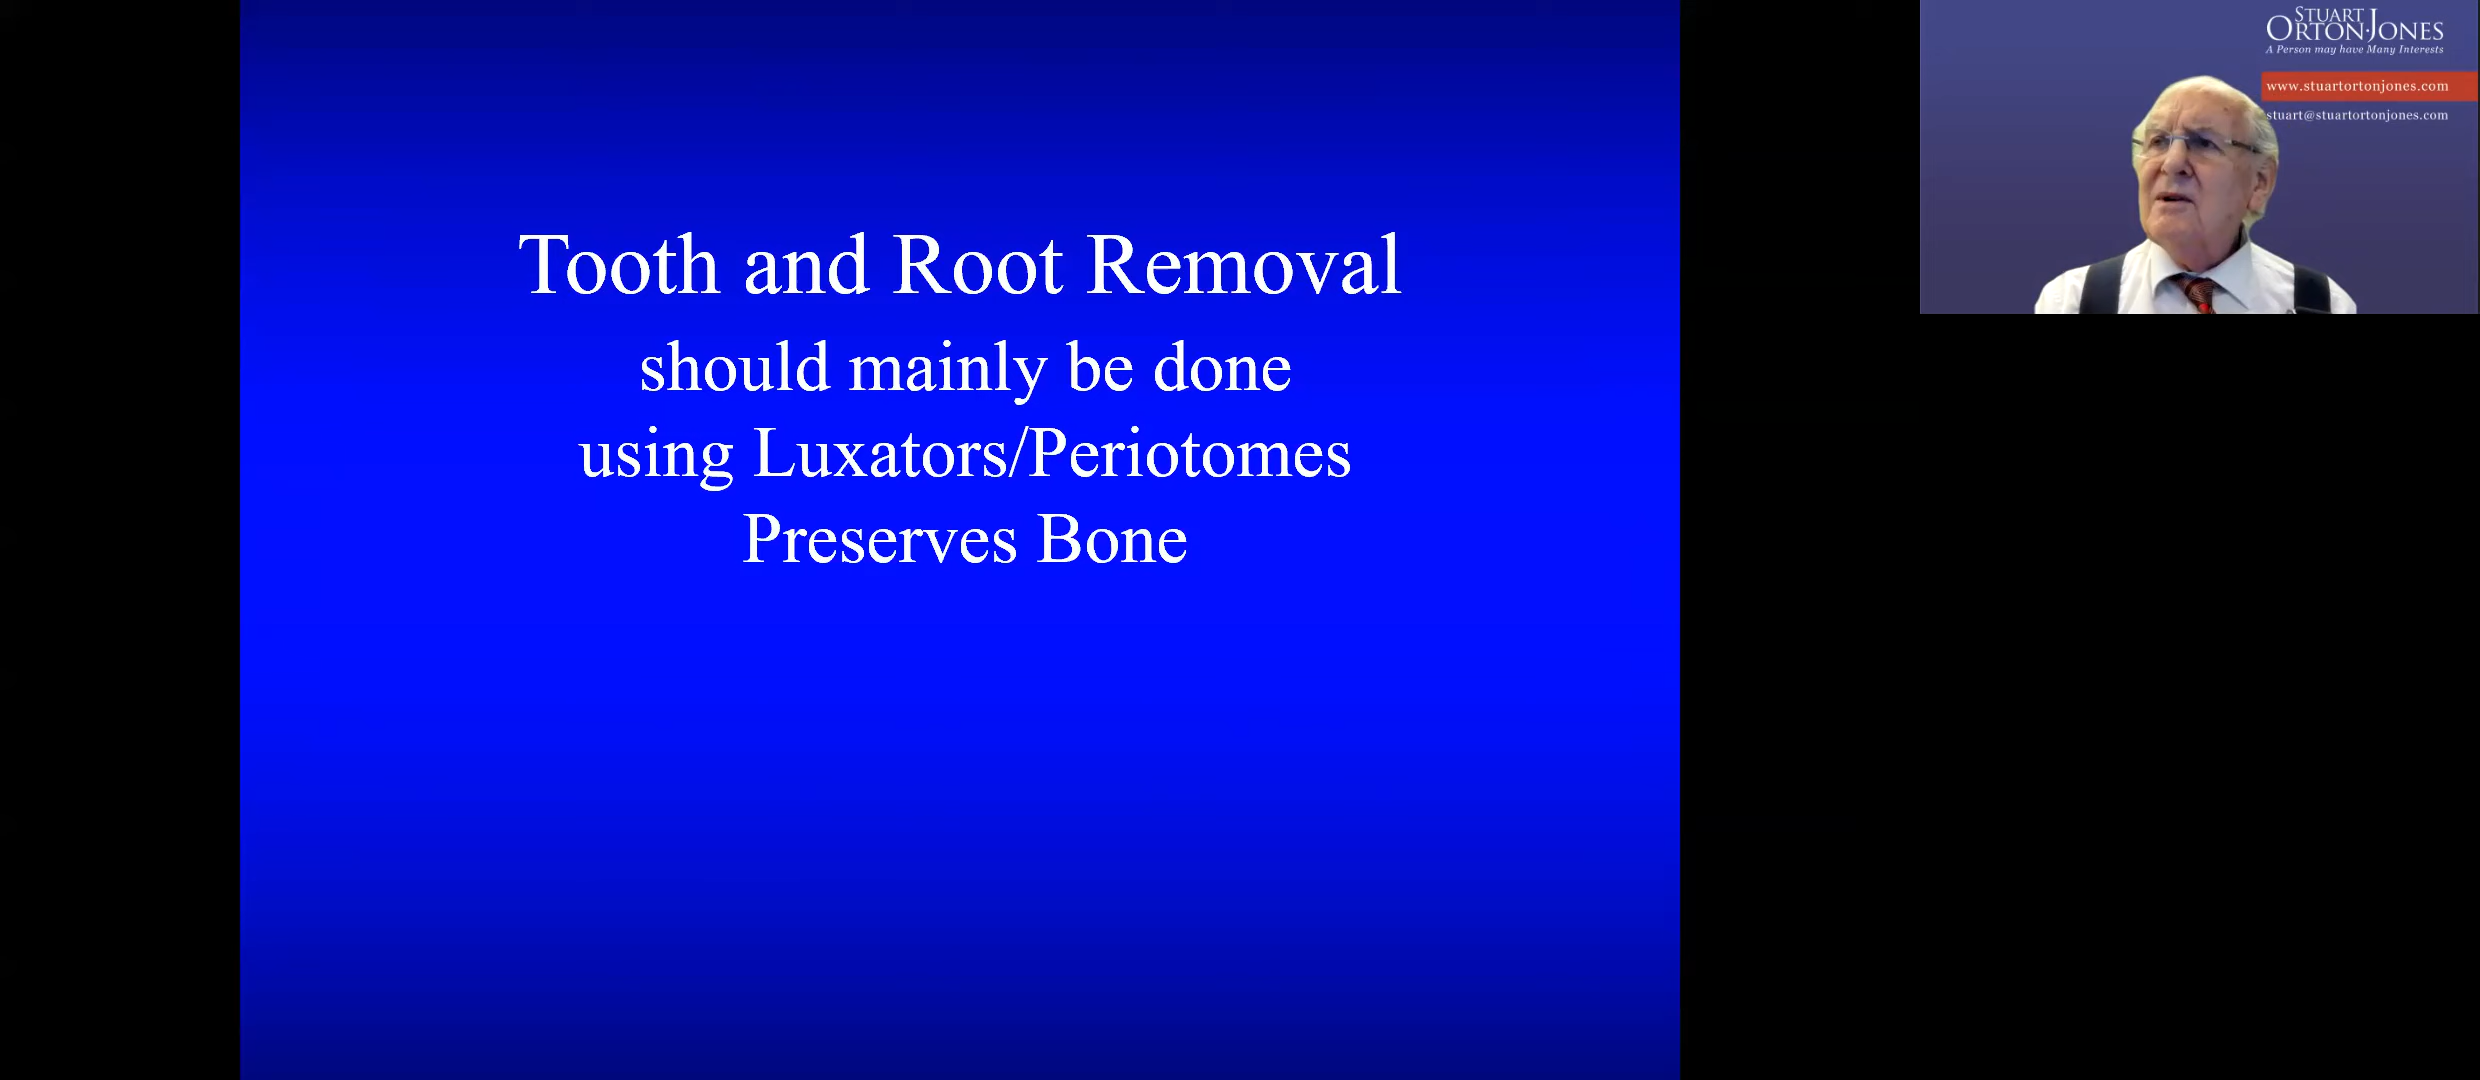 Tooth and Root Removal
should mainly be done
using Luxators/Periotomes
Preserves Bone
STUART
ORTON·JONES
A Person may have Many Interests
www.stuartortonjones.com
stuart@stuartortonjones.com